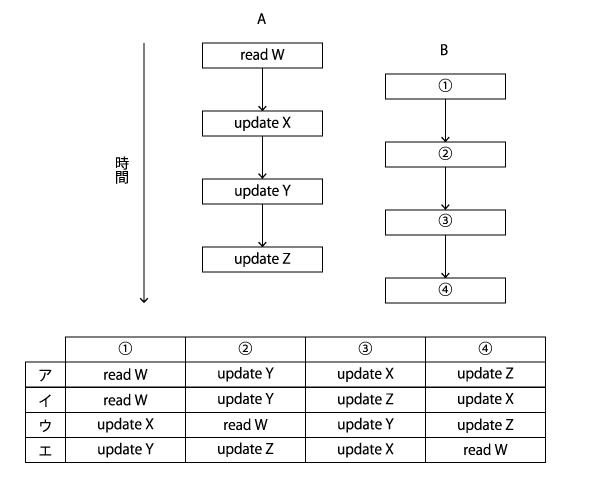 A
B
read W
①
update X
②
時間
update Y
③
update Z
④
① ② ③ ④
ア read W update Y update X update Z
イ read W update Y update Z update X
ウ update X read W update Y update Z
エ update Y update Z update X read W